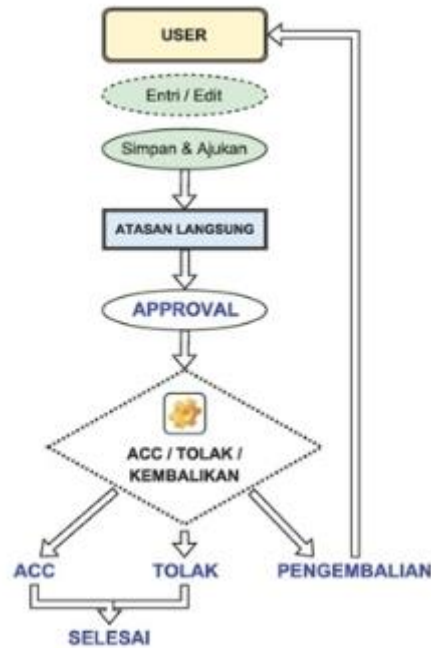 USER
Entri / Edit
Simpan & Ajukan
ATASAN LANGSUNG
APPROVAL
ACC / TOLAK /
KEMBALIKAN
ACC
TOLAK
PENGEMBALIAN
SELESAI